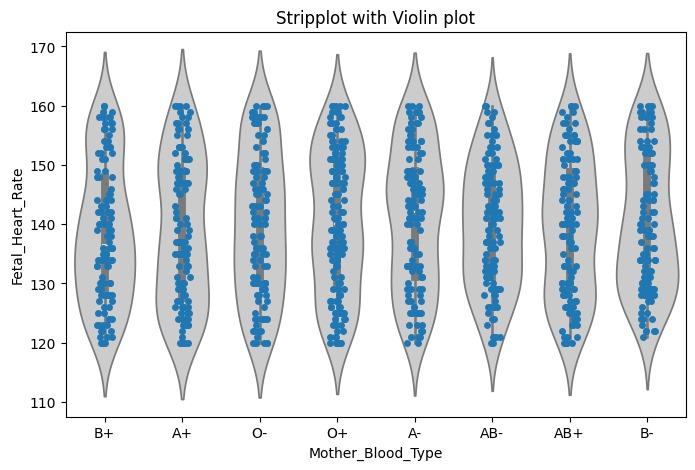 Stripplot with Violin plot
170
160
150
140
130
120
110
Fetal_Heart_Rate
B+ A+ O- O+ A- AB- AB+ B-
Mother_Blood_Type